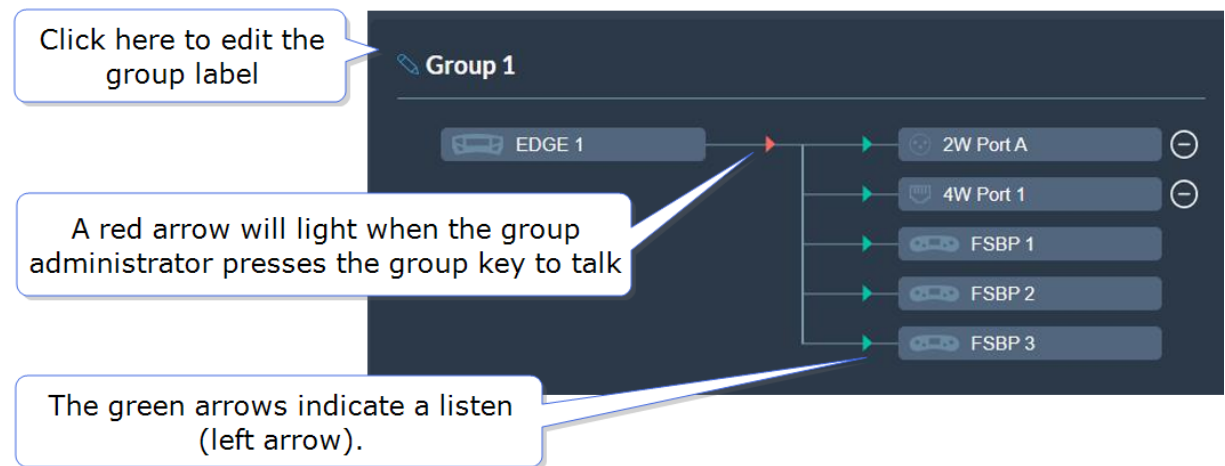 Click here to edit the
group label
Group 1
EDGE 1
2W Port A
4W Port 1
A red arrow will light when the group
administrator presses the group key to talk
FSBP 1
FSBP 2
FSBP 3
The green arrows indicate a listen
(left arrow).